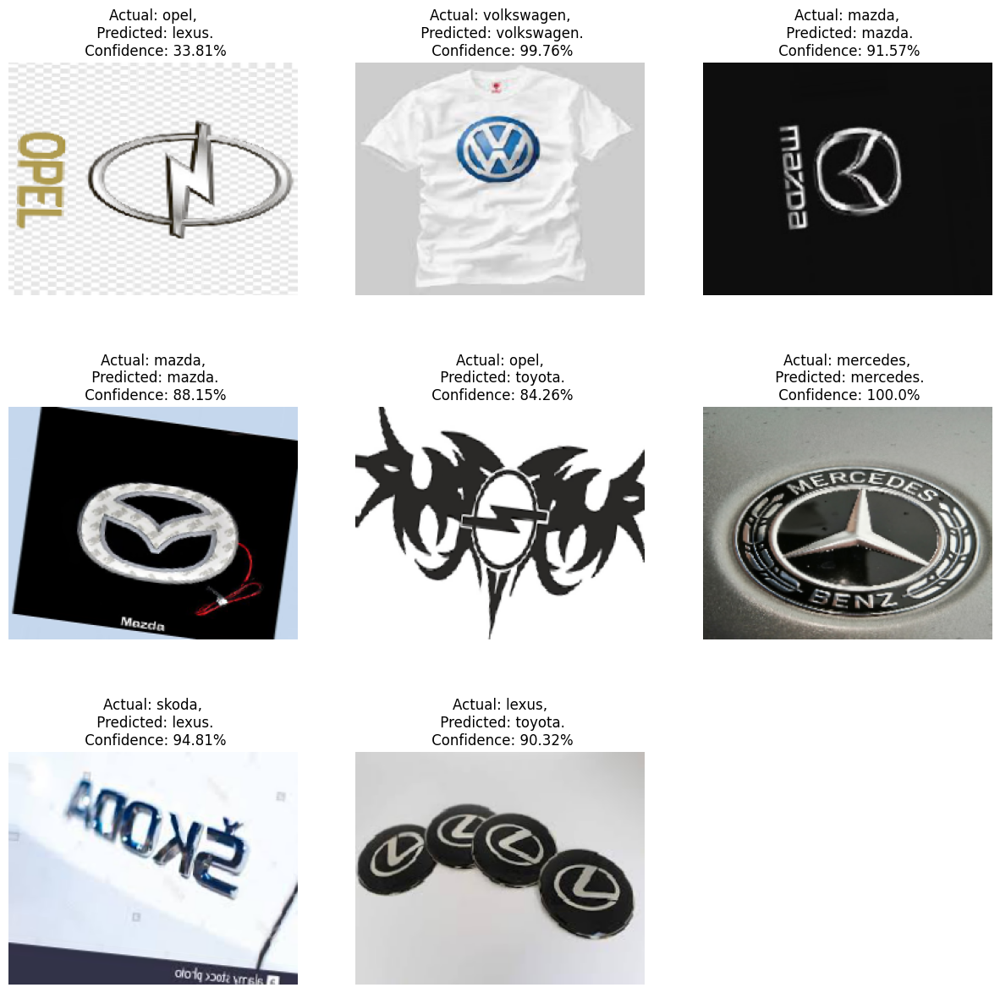 Actual: opel,
Predicted: lexus.
Confidence: 33.81%
Actual: volkswagen,
Predicted: volkswagen.
Confidence: 99.76%
Actual: mazda,
Predicted: mazda.
Confidence: 91.57%
OPEL
mazda
Actual: mazda,
Predicted: mazda.
Confidence: 88.15%
Actual: opel,
Predicted: toyota.
Confidence: 84.26%
Actual: mercedes,
Predicted: mercedes.
Confidence: 100.0%
Mazda
MERCEDES
BENZ
Actual: skoda,
Predicted: lexus.
Confidence: 94.81%
Actual: lexus,
Predicted: toyota.
Confidence: 90.32%
ŠKODA
a alamy stock photo